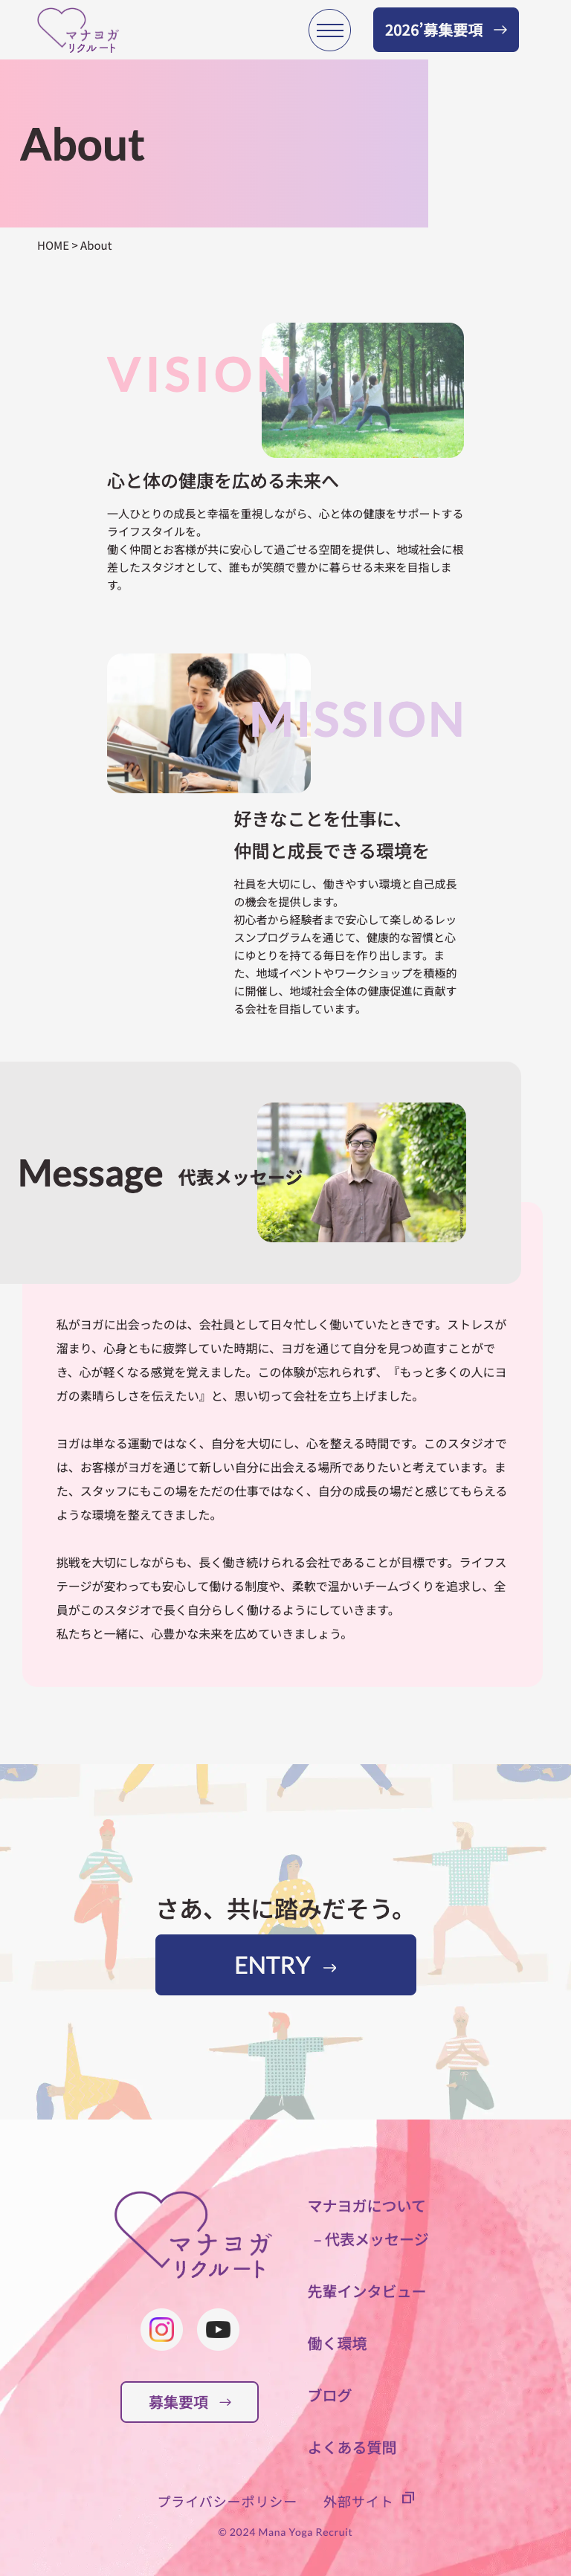 マナヨガ
リクルート
2026’募集要項 →
About
HOME > About
VISION
心と体の健康を広める未来へ
一人ひとりの成長と幸福を重視しながら、心と体の健康をサポートする
ライフスタイルを。
働く仲間とお客様が共に安心して過ごせる空間を提供し、地域社会に根
差したスタジオとして、誰もが笑顔で豊かに暮らせる未来を目指しま
す。
MISSION
好きなことを仕事に、
仲間と成長できる環境を
社員を大切にし、働きやすい環境と自己成長
の機会を提供します。
初心者から経験者まで安心して楽しめるレッ
スンプログラムを通じて、健康的な習慣と心
にゆとりを持てる毎日を作り出します。ま
た、地域イベントやワークショップを積極的
に開催し、地域社会全体の健康促進に貢献す
る会社を目指しています。
Message 代表メッセージ
私がヨガに出会ったのは、会社員として日々忙しく働いていたときです。ストレスが
溜まり、心身ともに疲弊していた時期に、ヨガを通じて自分を見つめ直すことがで
き、心が軽くなる感覚を覚えました。この体験が忘れられず、『もっと多くの人にヨ
ガの素晴らしさを伝えたい』と、思い切って会社を立ち上げました。
ヨガは単なる運動ではなく、自分を大切にし、心を整える時間です。このスタジオで
は、お客様がヨガを通じて新しい自分に出会える場所でありたいと考えています。ま
た、スタッフにもこの場をただの仕事ではなく、自分の成長の場だと感じてもらえる
ような環境を整えてきました。
挑戦を大切にしながらも、長く働き続けられる会社であることが目標です。ライフス
テージが変わっても安心して働ける制度や、柔軟で温かいチームづくりを追求し、全
員がこのスタジオで長く自分らしく働けるようにしていきます。
私たちと一緒に、心豊かな未来を広めていきましょう。
さあ、共に踏みだそう。
ENTRY →
マナヨガ
リクルート
募集要項 →
マナヨガについて
– 代表メッセージ
先輩インタビュー
働く環境
ブログ
よくある質問
プライバシーポリシー 外部サイト
© 2024 Mana Yoga Recruit